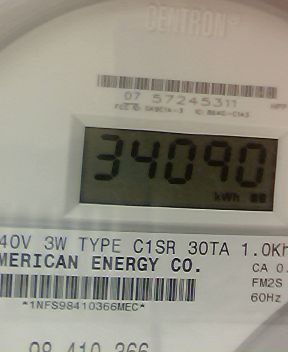 CENTRON®
07 57245311
34090
kWh
40V 3W TYPE C1SR 30TA 1.0Kh
MERICAN ENERGY CO.
CA 0.
FM2S
60Hz
*1NFS98410366MEC*
98 410 366